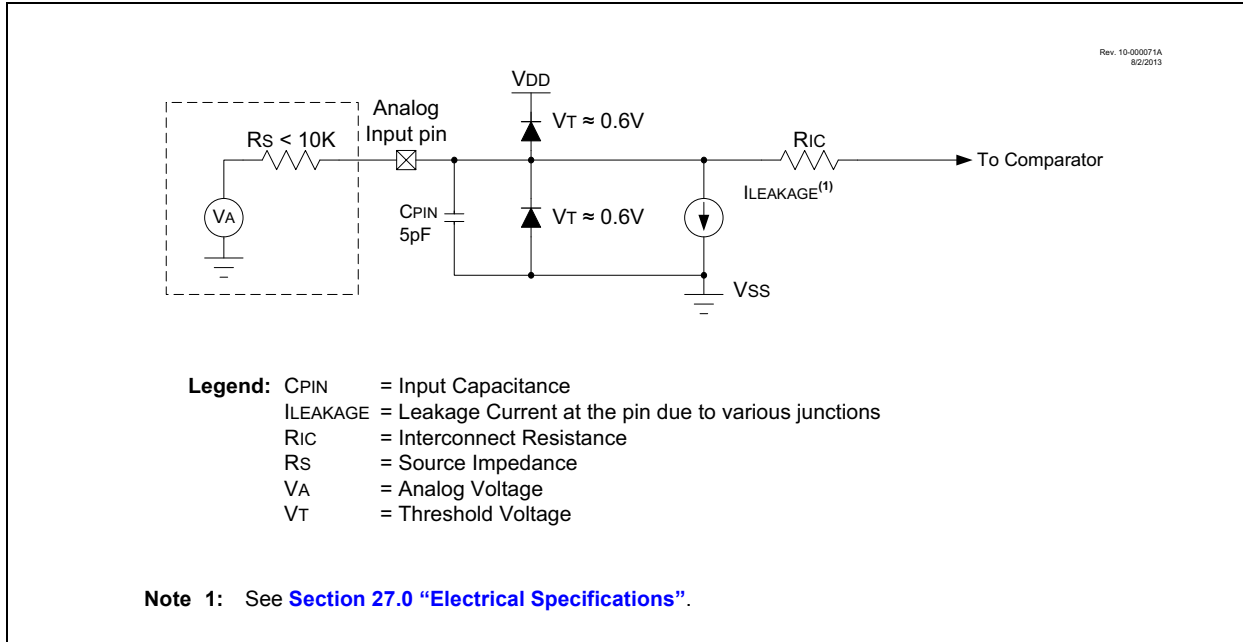 Rev. 10-000071A
8/2/2013
VDD
Analog
Input pin
VT ≈ 0.6V
RS < 10K
RIC
To Comparator
ILEAKAGE(1)
VA
CPIN
5pF
VT ≈ 0.6V
VSS
Legend: CPIN = Input Capacitance
ILEAKAGE = Leakage Current at the pin due to various junctions
RIC = Interconnect Resistance
RS = Source Impedance
VA = Analog Voltage
VT = Threshold Voltage
Note 1: See Section 27.0 “Electrical Specifications”.